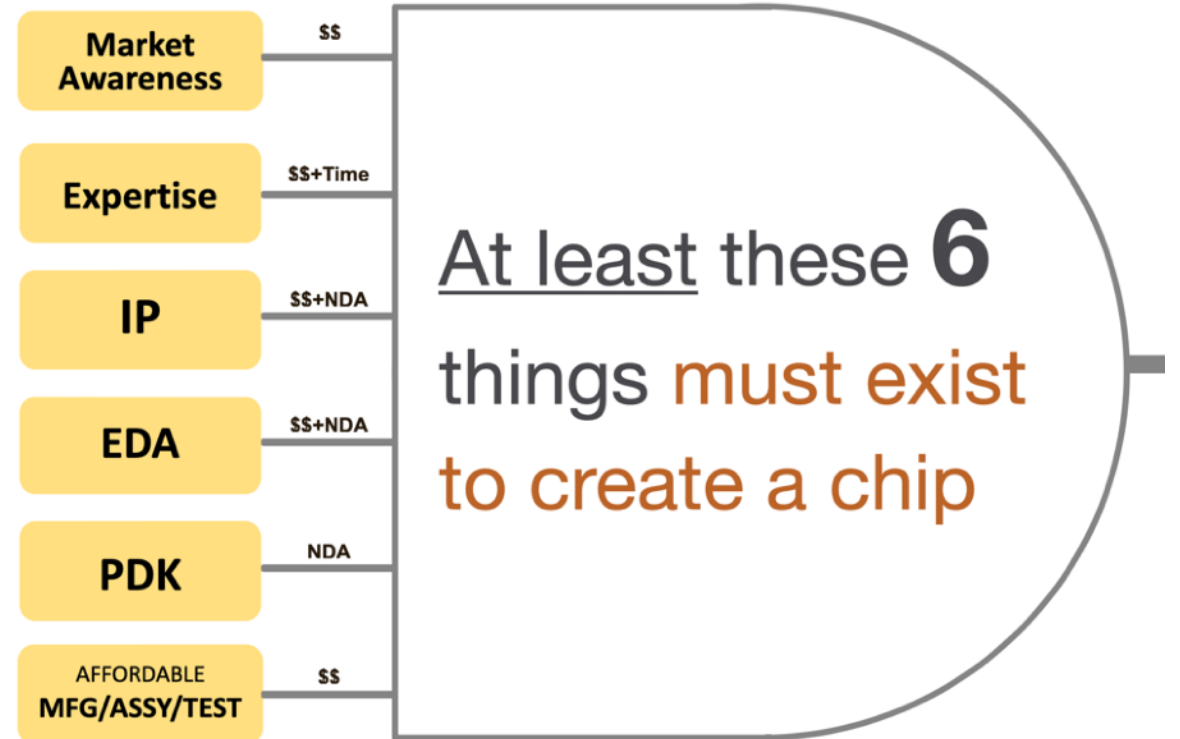 Market
Awareness
$$
Expertise
$$+Time
IP
$$+NDA
EDA
$$+NDA
PDK
NDA
AFFORDABLE
MFG/ASSY/TEST
$$
At least these 6
things must exist
to create a chip